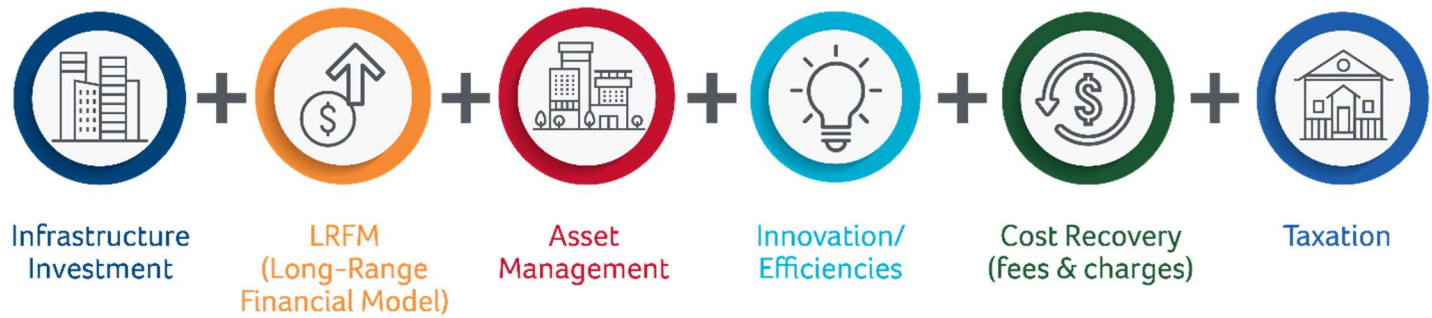 Infrastructure
Investment
LRFM
(Long-Range
Financial Model)
Asset
Management
Innovation/
Efficiencies
Cost Recovery
(fees & charges)
Taxation